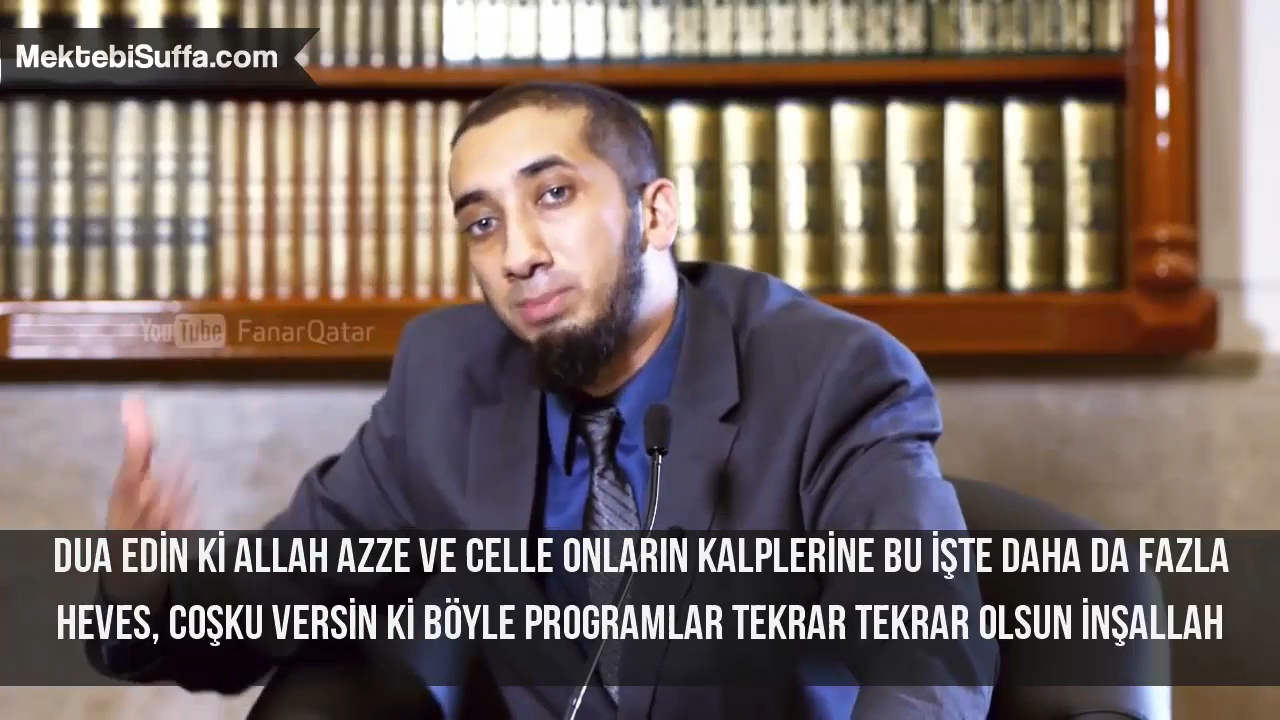 MektebiSuffa.com
YouTube FanarQatar
DUA EDİN Kİ ALLAH AZZE VE CELLE ONLARIN KALPLERİNE BU İŞTE DAHA DA FAZLA
HEVES, COŞKU VERSİN Kİ BÖYLE PROGRAMLAR TEKRAR TEKRAR OLSUN İNŞALLAH